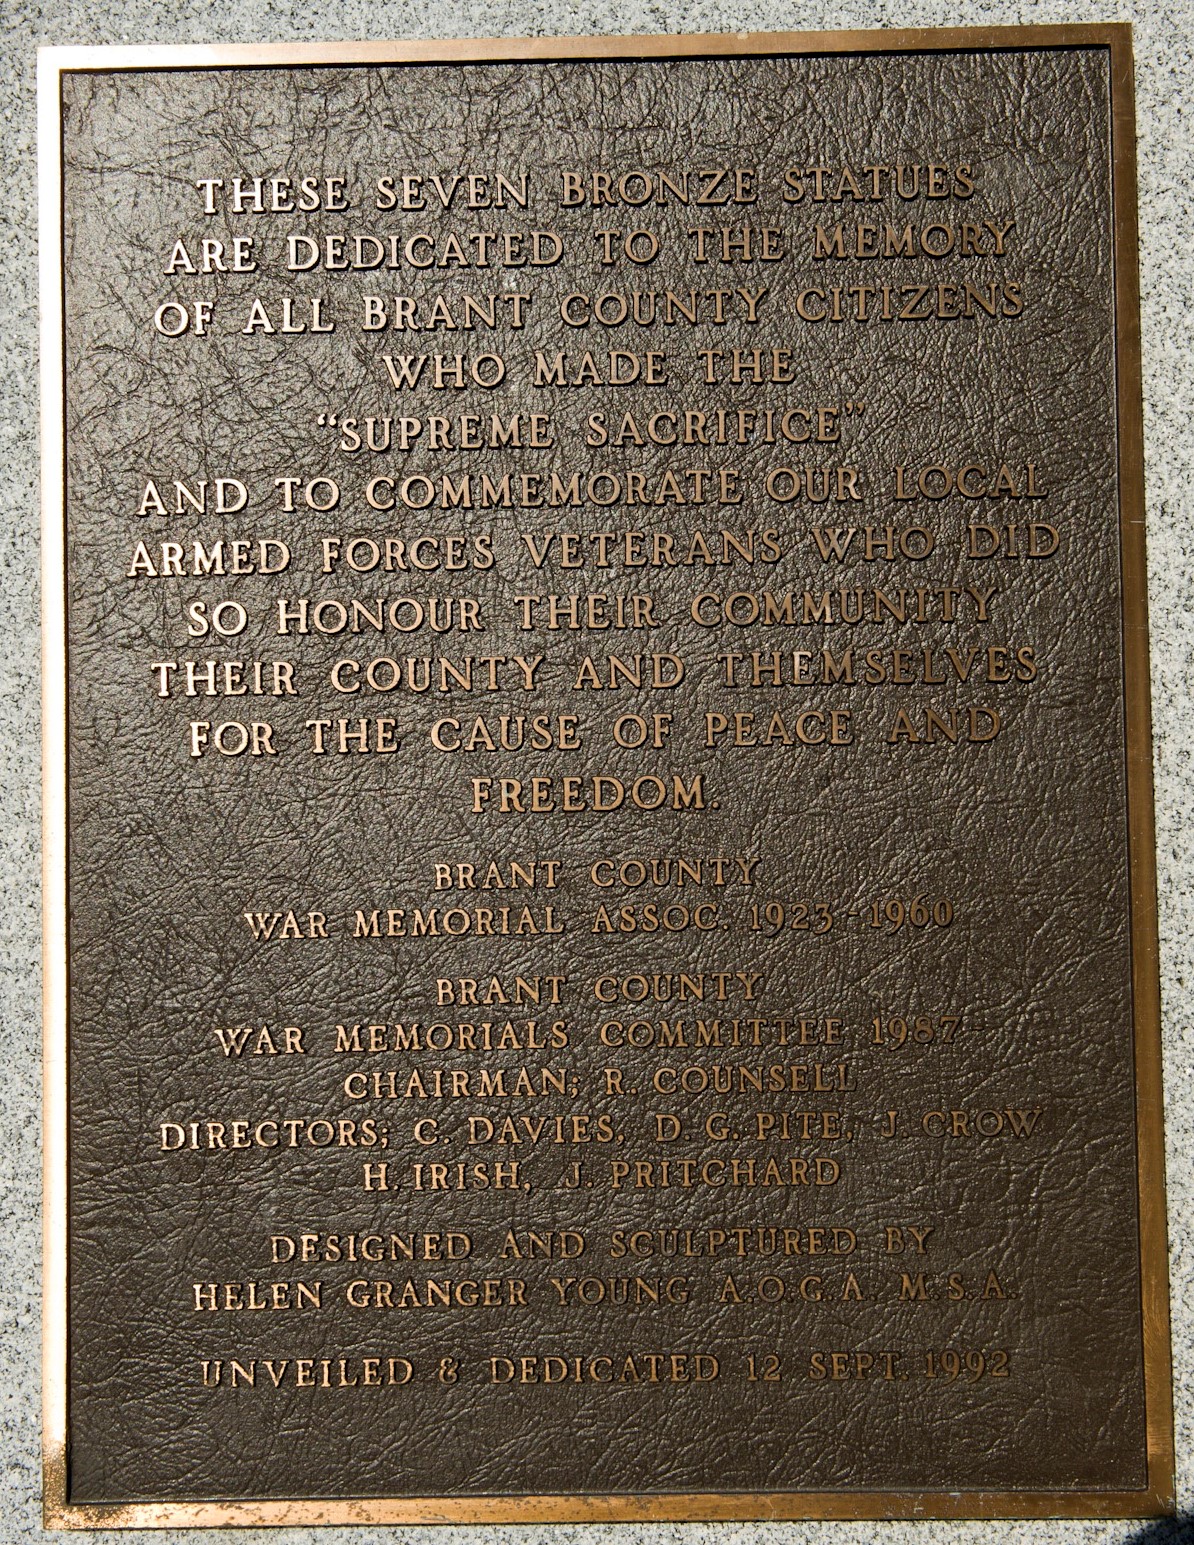 THESE SEVEN BRONZE STATUES
ARE DEDICATED TO THE MEMORY
OF ALL BRANT COUNTY CITIZENS
WHO MADE THE
"SUPREME SACRIFICE"
AND TO COMMEMORATE OUR LOCAL
ARMED FORCES VETERANS WHO DID
SO HONOUR THEIR COMMUNITY
THEIR COUNTY AND THEMSELVES
FOR THE CAUSE OF PEACE AND
FREEDOM.
BRANT COUNTY
WAR MEMORIAL ASSOC. 1923-1960
BRANT COUNTY
WAR MEMORIALS COMMITTEE 1987-
CHAIRMAN; R. COUNSELL
DIRECTORS; C. DAVIES, D. G. PITE, J. CROW
H. IRISH, J. PRITCHARD
DESIGNED AND SCULPTURED BY
HELEN GRANGER YOUNG A.O.G.A. M.S.A.
UNVEILED & DEDICATED 12 SEPT. 1992